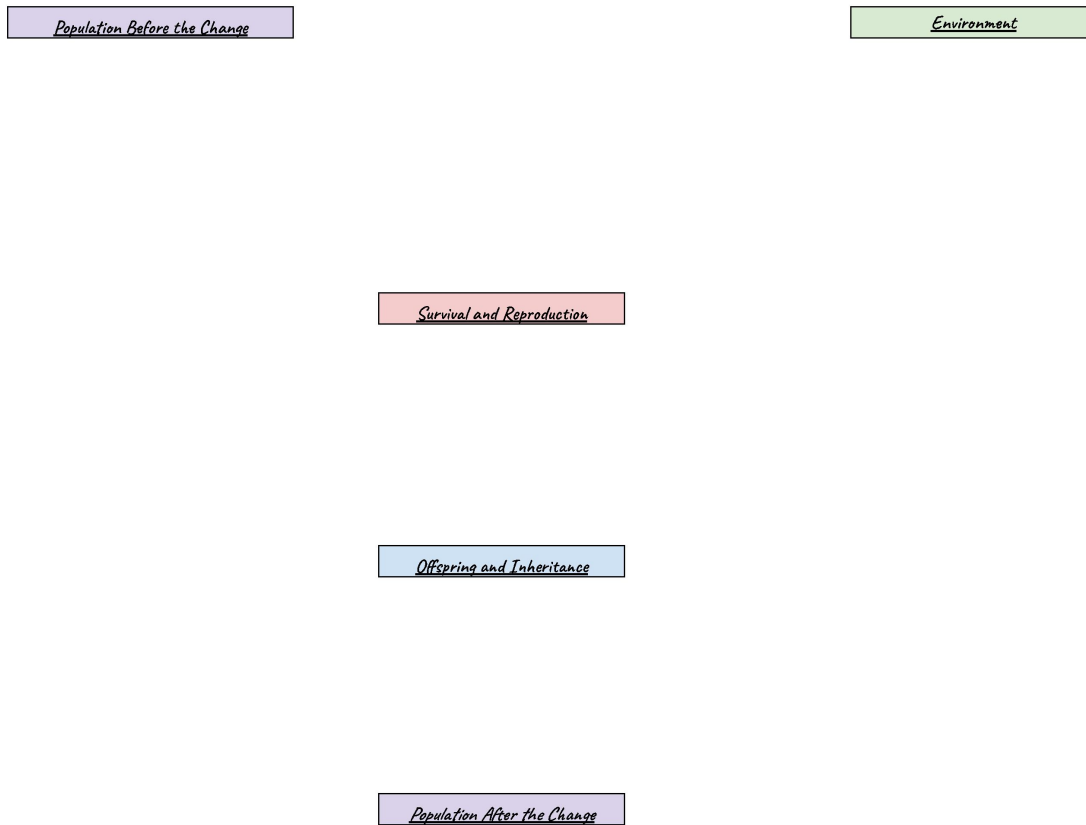 Population Before the Change
Environment
Survival and Reproduction
Offspring and Inheritance
Population After the Change